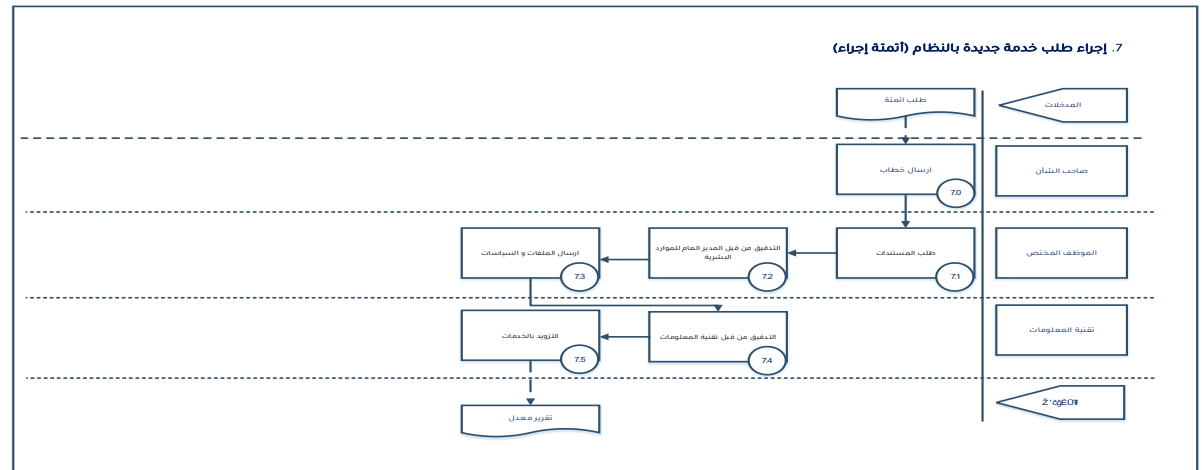 7. إجراء طلب خدمة جديدة بالنظام (أتمتة إجراء)
المدخلات
طلب اتمتة
صاحب الشأن
ارسال خطاب
7.0
الموظف المختص
طلب المستندات
7.1
التدقيق من قبل المدير العام للموارد
البشرية
7.2
ارسال الملفات و السياسات
7.3
تقنية المعلومات
التدقيق من قبل تقنية المعلومات
7.4
التزويد بالخدمات
7.5
تقرير معدل